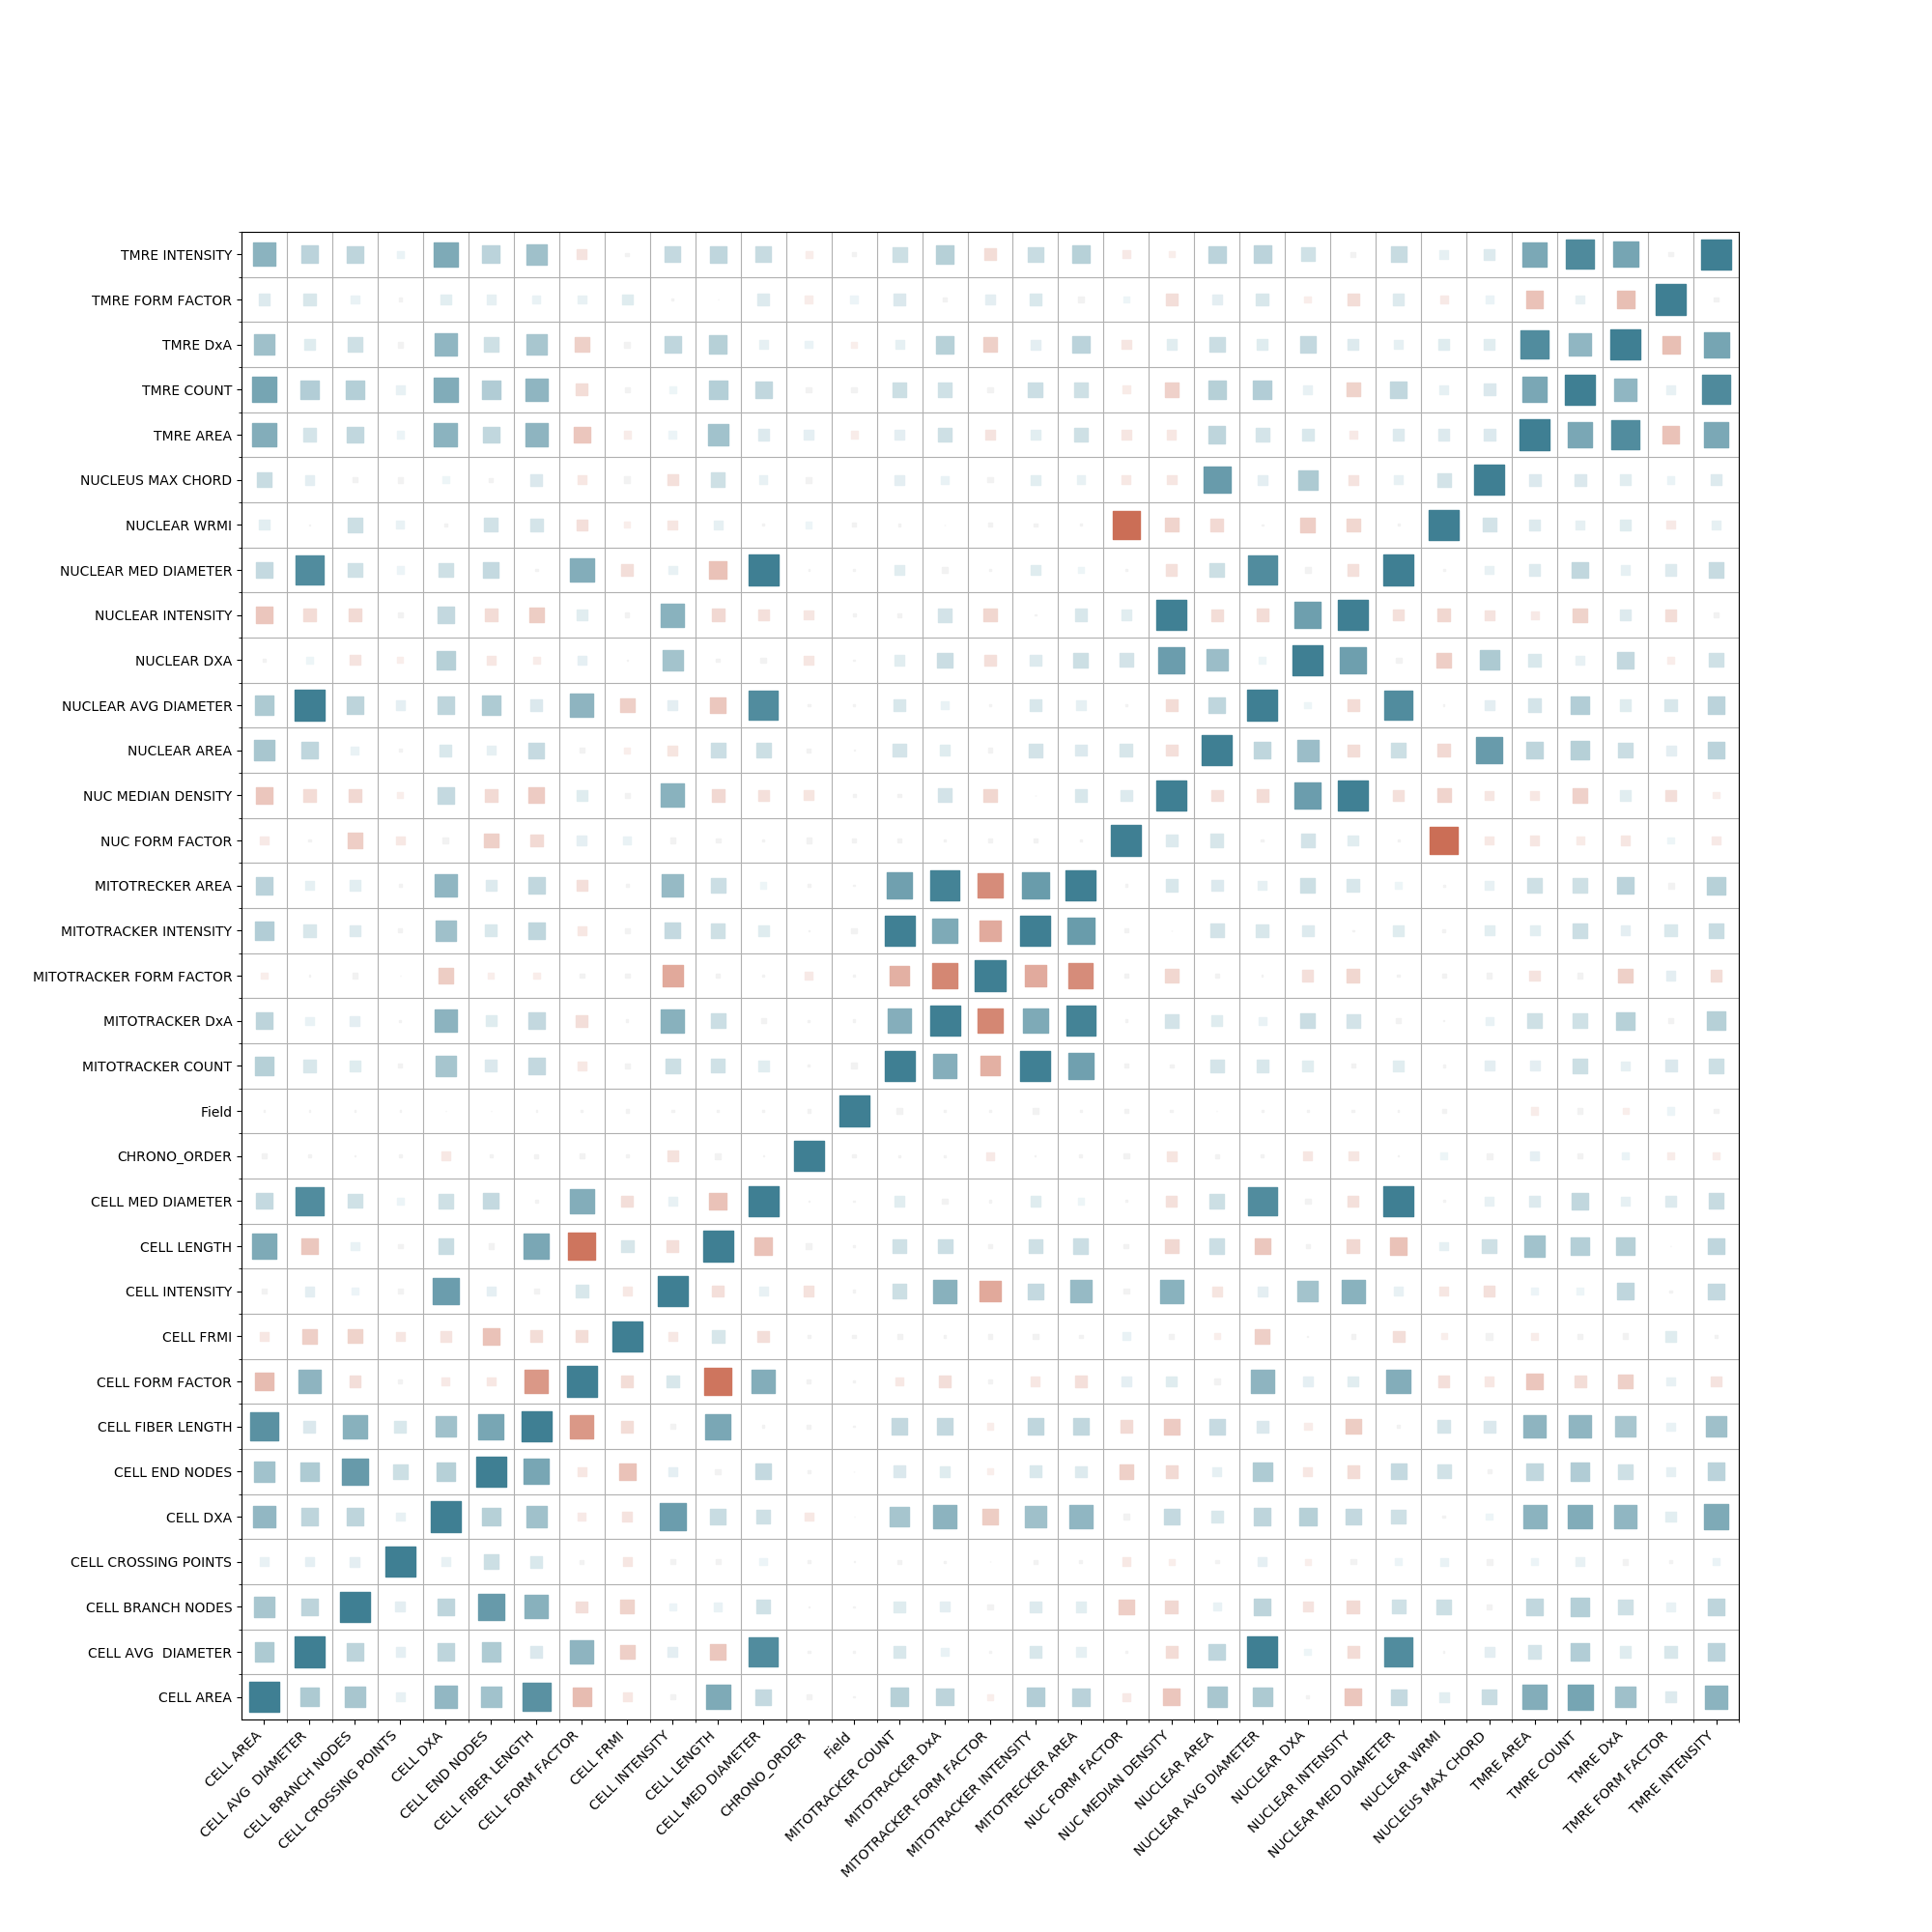 TMRE INTENSITY
TMRE FORM FACTOR
TMRE DxA
TMRE COUNT
TMRE AREA
NUCLEUS MAX CHORD
NUCLEAR WRMI
NUCLEAR MED DIAMETER
NUCLEAR INTENSITY
NUCLEAR DXA
NUCLEAR AVG DIAMETER
NUCLEAR AREA
NUC MEDIAN DENSITY
NUC FORM FACTOR
MITOTRECKER AREA
MITOTRACKER INTENSITY
MITOTRACKER FORM FACTOR
MITOTRACKER DxA
MITOTRACKER COUNT
Field
CHRONO_ORDER
CELL MED DIAMETER
CELL LENGTH
CELL INTENSITY
CELL FRMI
CELL FORM FACTOR
CELL FIBER LENGTH
CELL END NODES
CELL DXA
CELL CROSSING POINTS
CELL BRANCH NODES
CELL AVG  DIAMETER
CELL AREA
CELL AREA
CELL AVG  DIAMETER
CELL BRANCH NODES
CELL CROSSING POINTS
CELL DXA
CELL END NODES
CELL FIBER LENGTH
CELL FORM FACTOR
CELL FRMI
CELL INTENSITY
CELL LENGTH
CELL MED DIAMETER
CHRONO_ORDER
Field
MITOTRACKER COUNT
MITOTRACKER DxA
MITOTRACKER FORM FACTOR
MITOTRACKER INTENSITY
MITOTRECKER AREA
NUC FORM FACTOR
NUC MEDIAN DENSITY
NUCLEAR AREA
NUCLEAR AVG DIAMETER
NUCLEAR DXA
NUCLEAR INTENSITY
NUCLEAR MED DIAMETER
NUCLEAR WRMI
NUCLEUS MAX CHORD
TMRE AREA
TMRE COUNT
TMRE DxA
TMRE FORM FACTOR
TMRE INTENSITY